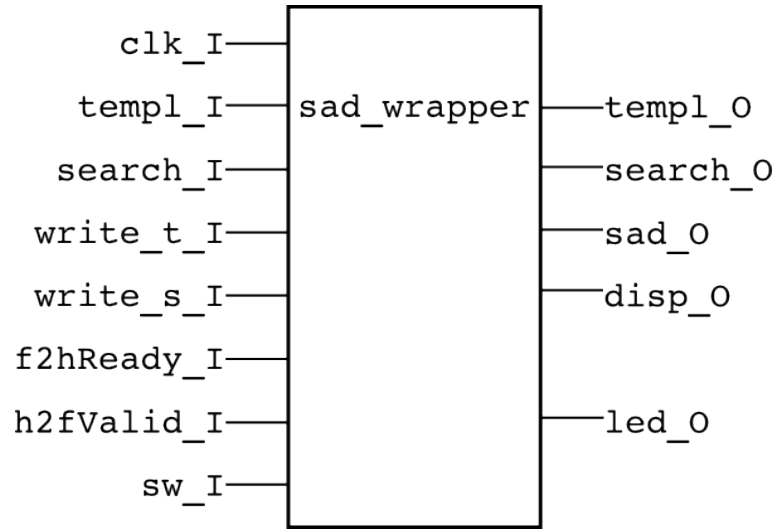 clk_I
templ_I sad_wrapper templ_O
search_I search_O
write_t_I sad_O
write_s_I disp_O
f2hReady_I
h2fValid_I led_O
sw_I